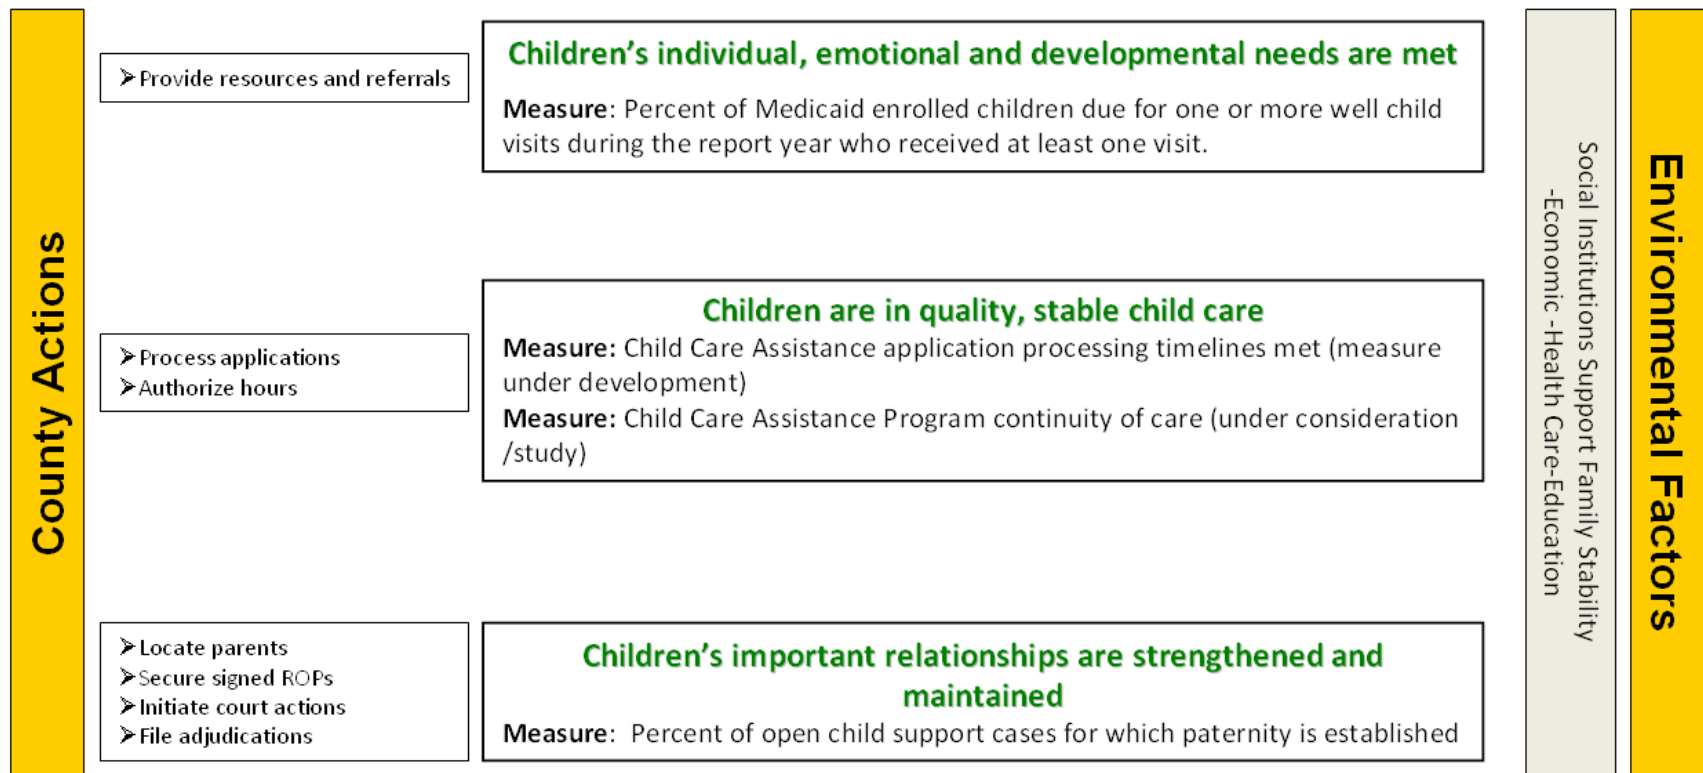 County Actions
➤Provide resources and referrals
Children’s individual, emotional and developmental needs are met
Measure: Percent of Medicaid enrolled children due for one or more well child
visits during the report year who received at least one visit.
➤Process applications
➤Authorize hours
Children are in quality, stable child care
Measure: Child Care Assistance application processing timelines met (measure
under development)
Measure: Child Care Assistance Program continuity of care (under consideration
/study)
➤Locate parents
➤Secure signed ROPs
➤Initiate court actions
➤File adjudications
Children’s important relationships are strengthened and
maintained
Measure: Percent of open child support cases for which paternity is established
Social Institutions Support Family Stability
-Economic -Health Care-Education
Environmental Factors